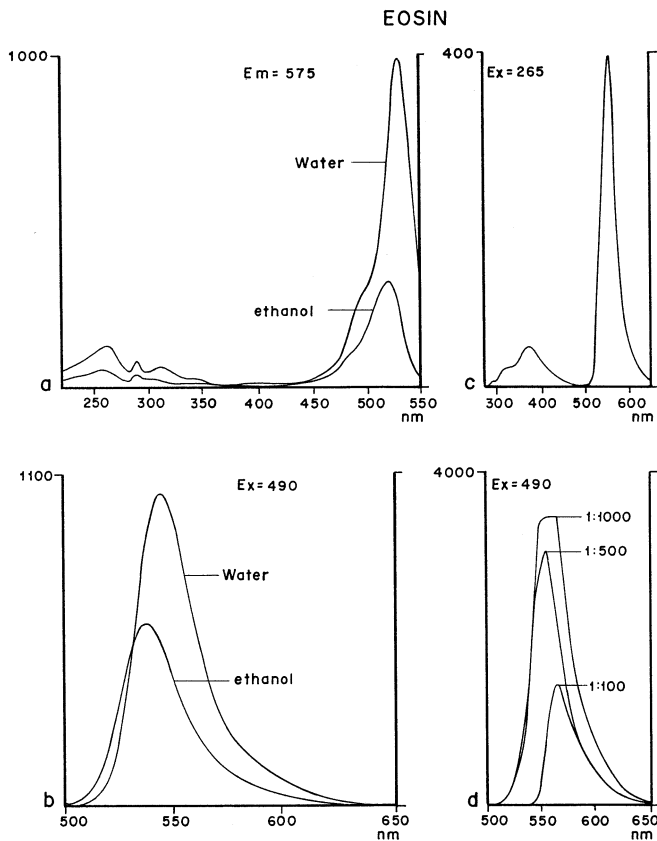 EOSIN
1000
Em = 575
Water
ethanol
a
250 300 350 400 450 500 550
nm
400
Ex = 265
c
300 400 500 600
nm
1100
Ex = 490
Water
ethanol
b
500 550 600 650
nm
4000
Ex = 490
1:1000
1:500
1:100
d
500 550 600 650
nm